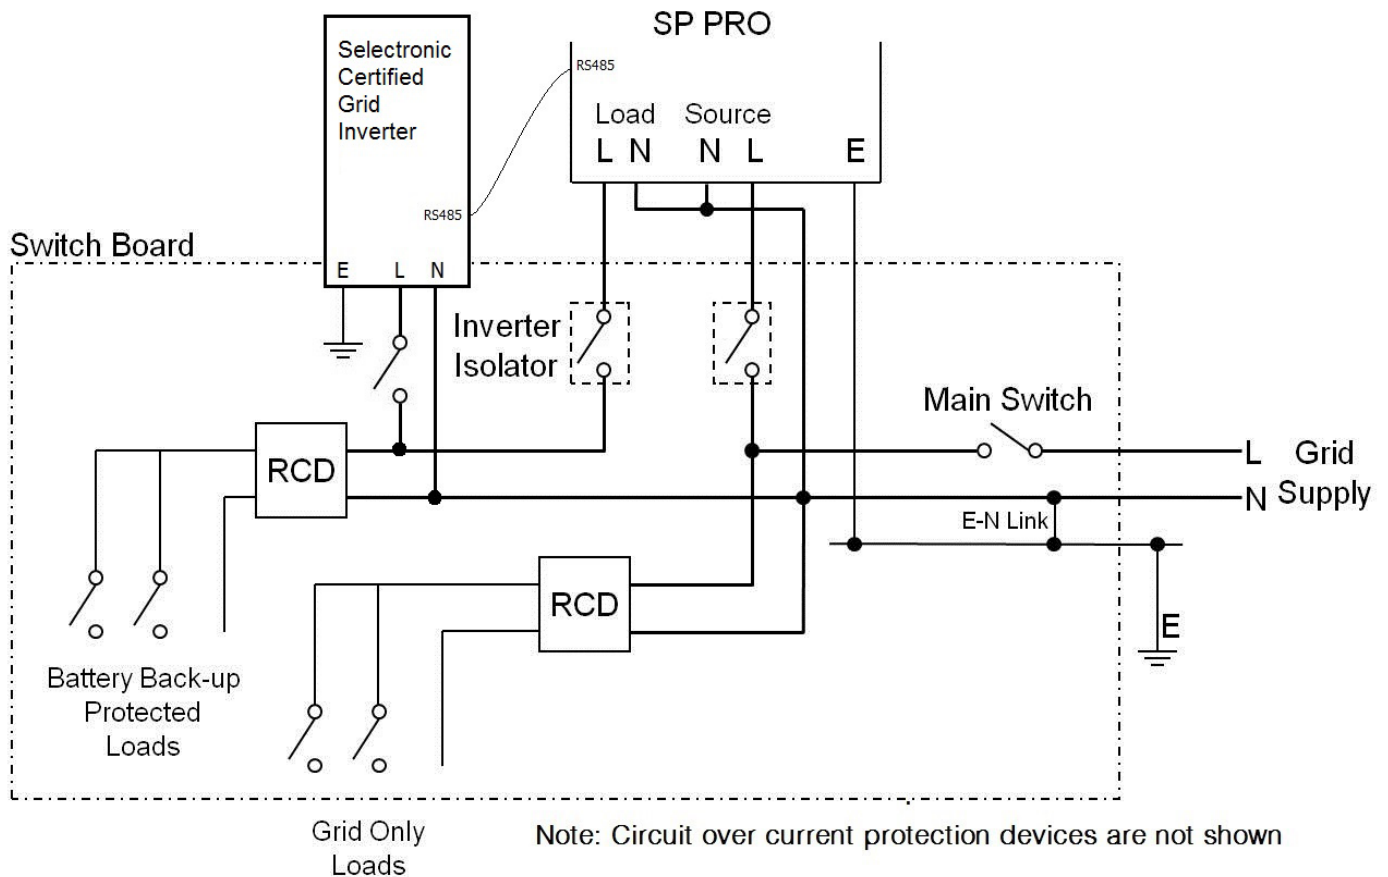 SP PRO
Selectronic
Certified
Grid
Inverter
RS485
Load Source
L N N L E
RS485
Switch Board
E L N
Inverter
Isolator
Main Switch
L Grid
N Supply
RCD
E-N Link
RCD
E
Battery Back-up
Protected
Loads
Grid Only
Loads
Note: Circuit over current protection devices are not shown